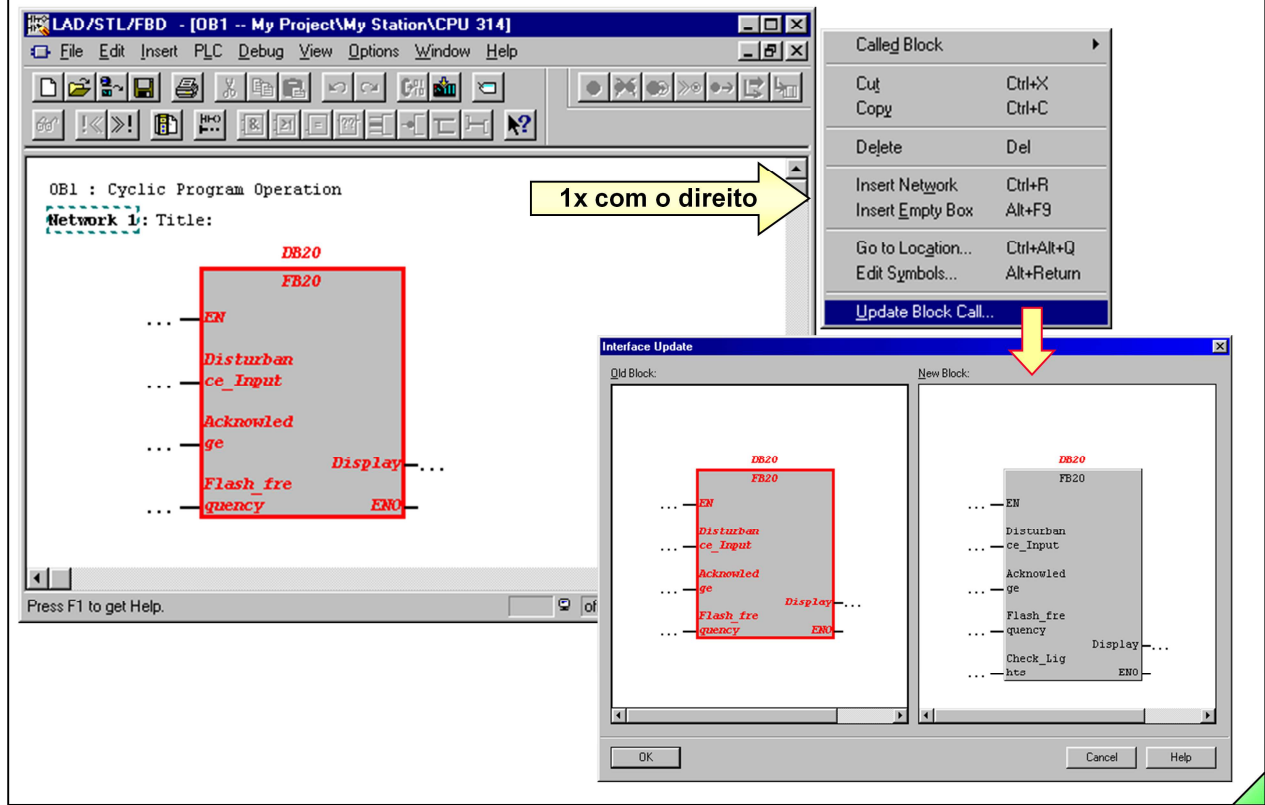 LAD/STL/FBD - [OB1 -- My Project\My Station\CPU 314]
File Edit Insert PLC Debug View Options Window Help
OB1 : Cyclic Program Operation
Network 1: Title:
DB20
FB20
... EN
Disturban
... ce_Input
Acknowled
... ge
Display ...
Flash_fre
... quency ENO
Press F1 to get Help.
of
1x com o direito
Called Block
Cut Ctrl+X
Copy Ctrl+C
Delete Del
Insert Network Ctrl+R
Insert Empty Box Alt+F9
Go to Location... Ctrl+Alt+Q
Edit Symbols... Alt+Return
Update Block Call...
Interface Update
Old Block:
DB20
FB20
... EN
Disturban
... ce_Input
Acknowled
... ge
Display ...
Flash_fre
... quency ENO
New Block:
DB20
FB20
... EN
Disturban
... ce_Input
Acknowled
... ge
Flash_fre
... quency
Display ...
Check_Lig
... hts ENO
OK Cancel Help